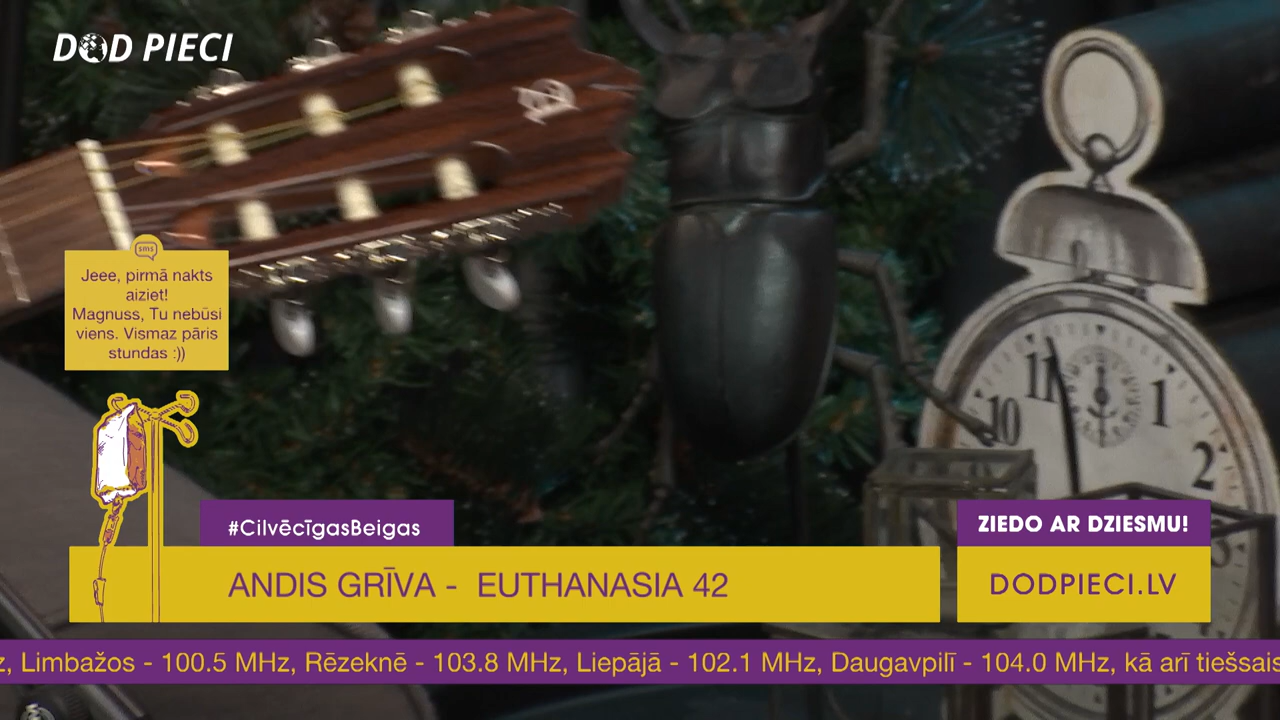 DOD PIECI
sms
Jeee, pirmā nakts
aiziet!
Magnuss, Tu nebūsi
viens. Vismaz pāris
stundas :))
11
10
1
2
#CilvēcīgasBeigas
ZIEDO AR DZIESMU!
ANDIS GRĪVA - EUTHANASIA 42
DODPIECI.LV
z, Limbažos - 100.5 MHz, Rēzeknē - 103.8 MHz, Liepājā - 102.1 MHz, Daugavpilī - 104.0 MHz, kā arī tiešsais